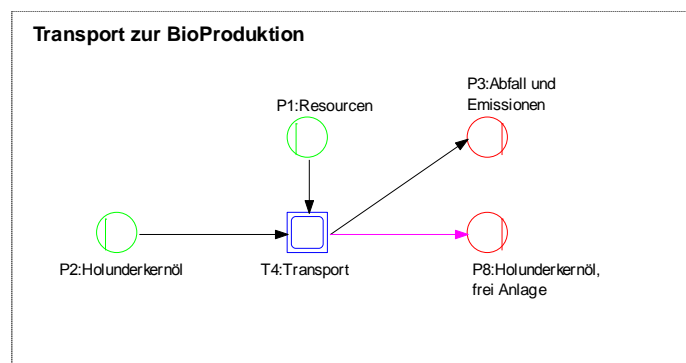 Transport zur BioProduktion
P3:Abfall und
Emissionen
P1:Resourcen
P2:Holunderkernöl
T4:Transport
P8:Holunderkernöl,
frei Anlage